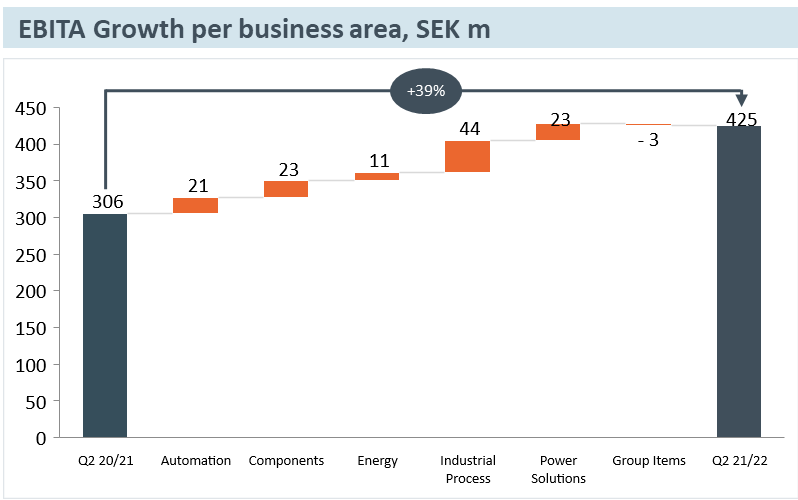 EBITA Growth per business area, SEK m
+39%
450
400
350
300
250
200
150
100
50
0
306
21
23
11
44
23
- 3
425
Q2 20/21
Automation
Components
Energy
Industrial
Process
Power
Solutions
Group Items
Q2 21/22